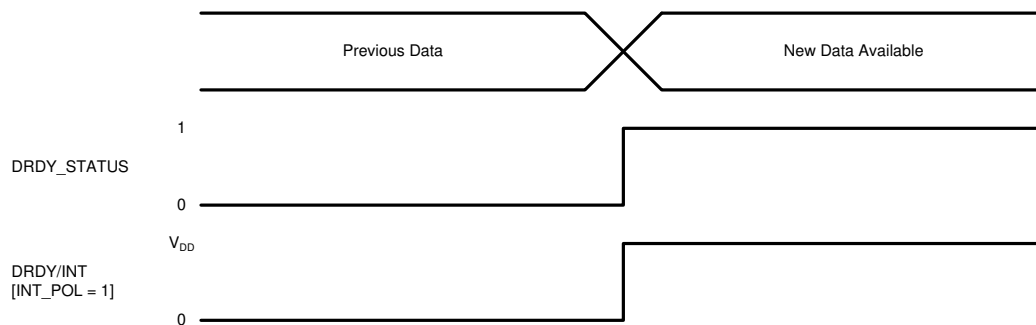 Previous Data
New Data Available
1
DRDY_STATUS
0
VDD
DRDY/INT
[INT_POL = 1]
0